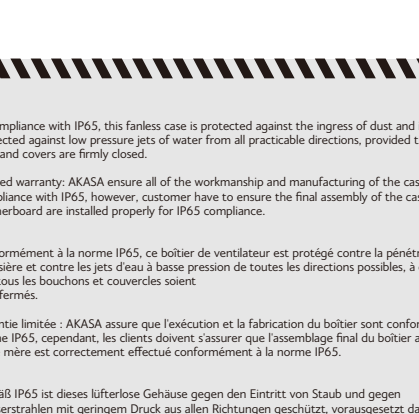 mpliance with IP65, this fanless case is protected against the ingress of dust and
ected against low pressure jets of water from all practicable directions, provided t
and covers are firmly closed.
ed warranty: AKASA ensure all of the workmanship and manufacturing of the cas
pliance with IP65, however, customer have to ensure the final assembly of the ca
erboard are installed properly for IP65 compliance.
formément à la norme IP65, ce boîtier de ventilateur est protégé contre la pénétr
sière et contre les jets d'eau à basse pression de toutes les directions possibles, à
tous les bouchons et couvercles soient
fermés.
ntie limitée : AKASA assure que l'exécution et la fabrication du boîtier sont confor
e IP65, cependant, les clients doivent s'assurer que l'assemblage final du boîtier a
mère est correctement effectué conformément à la norme IP65.
äß IP65 ist dieses lüfterlose Gehäuse gegen den Eintritt von Staub und gegen
erstrahlen mit geringem Druck aus allen Richtungen geschützt, vorausgesetzt da